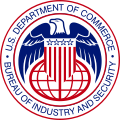 U.S. DEPARTMENT OF COMMERCE
BUREAU OF INDUSTRY AND SECURITY